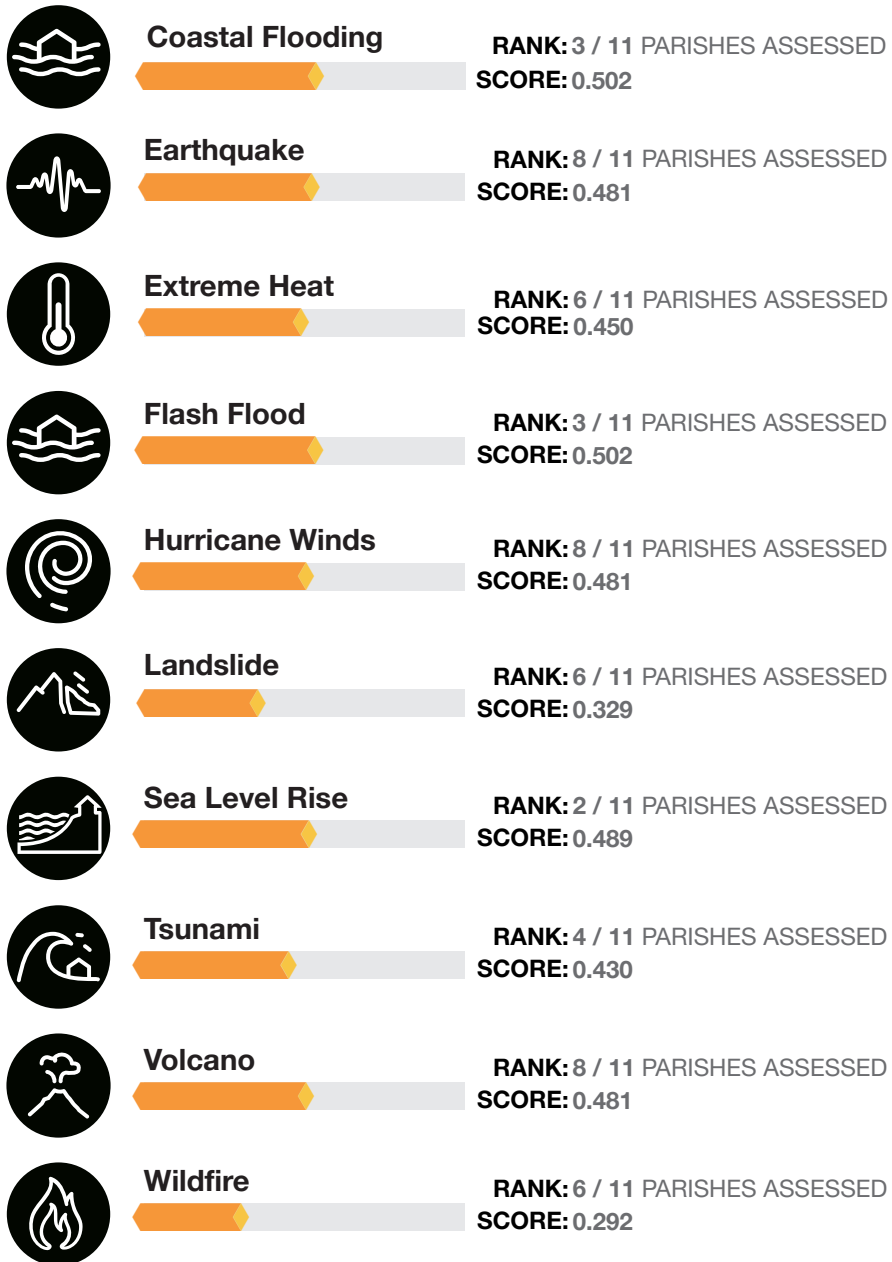 Coastal Flooding
RANK: 3 / 11 PARISHES ASSESSED
SCORE: 0.502
Earthquake
RANK: 8 / 11 PARISHES ASSESSED
SCORE: 0.481
Extreme Heat
RANK: 6 / 11 PARISHES ASSESSED
SCORE: 0.450
Flash Flood
RANK: 3 / 11 PARISHES ASSESSED
SCORE: 0.502
Hurricane Winds
RANK: 8 / 11 PARISHES ASSESSED
SCORE: 0.481
Landslide
RANK: 6 / 11 PARISHES ASSESSED
SCORE: 0.329
Sea Level Rise
RANK: 2 / 11 PARISHES ASSESSED
SCORE: 0.489
Tsunami
RANK: 4 / 11 PARISHES ASSESSED
SCORE: 0.430
Volcano
RANK: 8 / 11 PARISHES ASSESSED
SCORE: 0.481
Wildfire
RANK: 6 / 11 PARISHES ASSESSED
SCORE: 0.292